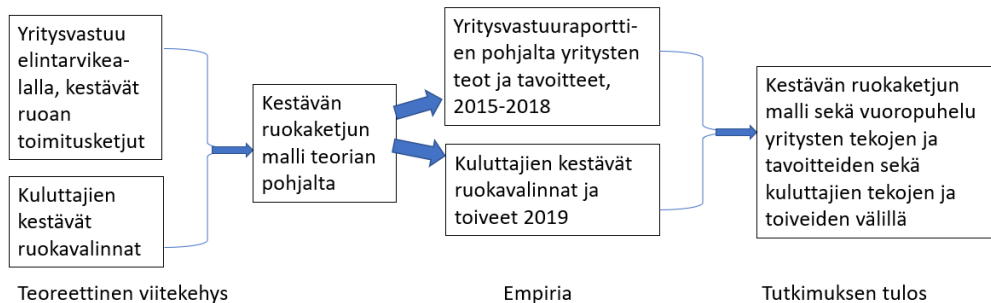 Yritysvastuu
elintarvikea-
lalla, kestävät
ruoan
toimitusketjut
Kuluttajien
kestävät
ruokavalinnat
Kestävän
ruokaketjun
malli teorian
pohjalta
Yritysvastuuraportti-
en pohjalta yritysten
teot ja tavoitteet,
2015-2018
Kuluttajien kestävät
ruokavalinnat ja
toiveet 2019
Kestävän ruokaketjun
malli sekä vuoropuhelu
yritysten tekojen ja
tavoitteiden sekä
kuluttajien tekojen ja
toiveiden välillä
Teoreettinen viitekehys
Empiria
Tutkimuksen tulos